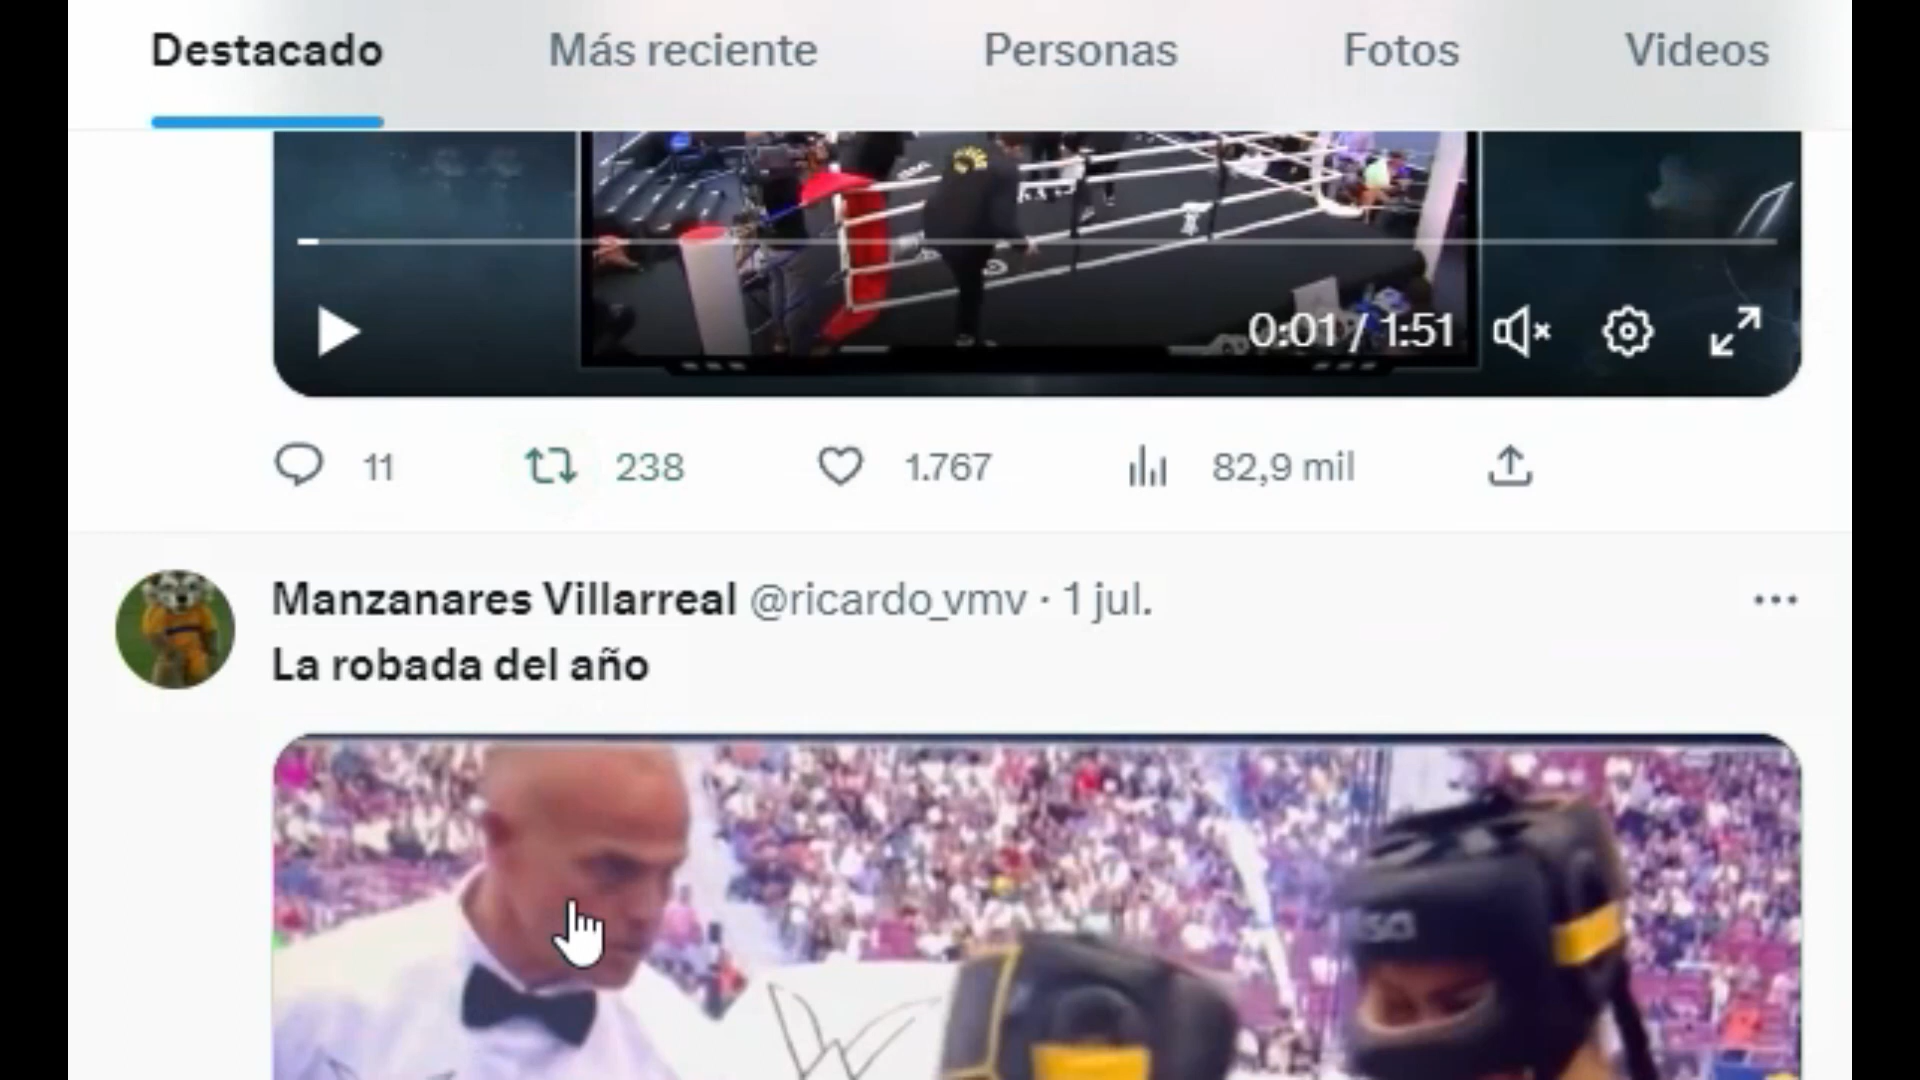 Destacado Más reciente Personas Fotos Videos
0:01 / 1:51
11 238 1.767 82,9 mil
Manzanares Villarreal @ricardo_vmv · 1 jul.
La robada del año